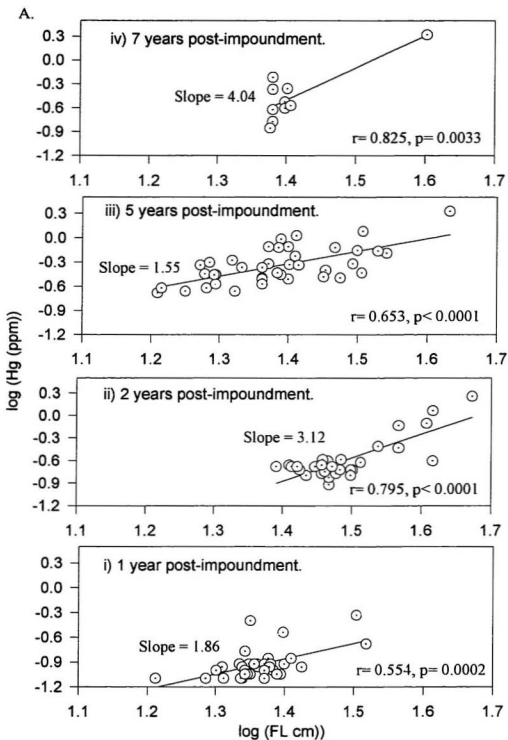 A.
iv) 7 years post-impoundment.
0.3
0.0
-0.3
-0.6
-0.9
-1.2
Slope = 4.04
r= 0.825, p= 0.0033
1.1 1.2 1.3 1.4 1.5 1.6 1.7
iii) 5 years post-impoundment.
0.3
0.0
-0.3
-0.6
-0.9
-1.2
Slope = 1.55
r= 0.653, p< 0.0001
1.1 1.2 1.3 1.4 1.5 1.6 1.7
log (Hg (ppm))
ii) 2 years post-impoundment.
0.3
0.0
-0.3
-0.6
-0.9
-1.2
Slope = 3.12
r= 0.795, p< 0.0001
1.1 1.2 1.3 1.4 1.5 1.6 1.7
i) 1 year post-impoundment.
0.3
0.0
-0.3
-0.6
-0.9
-1.2
Slope = 1.86
r= 0.554, p= 0.0002
1.1 1.2 1.3 1.4 1.5 1.6 1.7
log (FL cm))